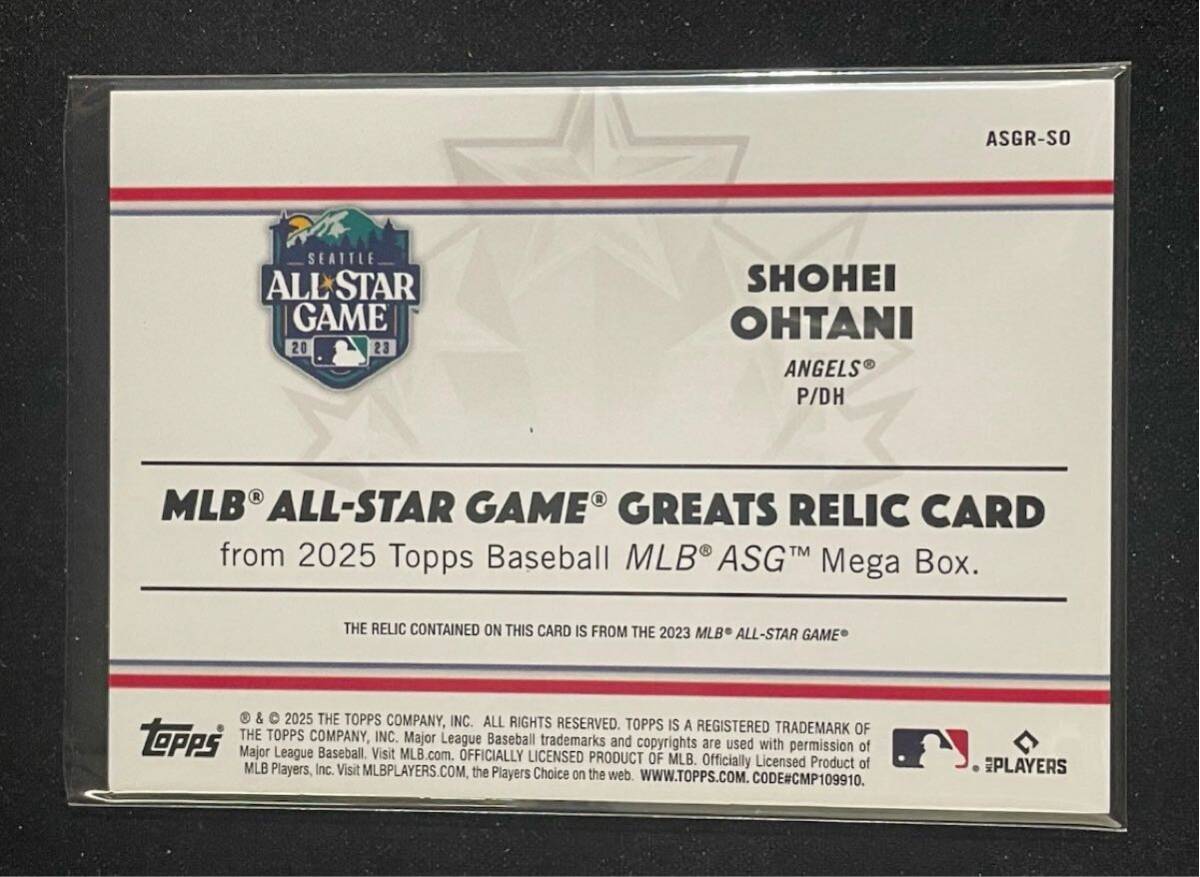 ASGR-SO
SEATTLE
ALL★STAR
GAME™
20 23
SHOHEI
OHTANI
ANGELS®
P/DH
MLB® ALL-STAR GAME® GREATS RELIC CARD
from 2025 Topps Baseball MLB® ASG™ Mega Box.
THE RELIC CONTAINED ON THIS CARD IS FROM THE 2023 MLB® ALL-STAR GAME®
topps®
® & © 2025 THE TOPPS COMPANY, INC. ALL RIGHTS RESERVED. TOPPS IS A REGISTERED TRADEMARK OF
THE TOPPS COMPANY, INC. Major League Baseball trademarks and copyrights are used with permission of
Major League Baseball. Visit MLB.com. OFFICIALLY LICENSED PRODUCT OF MLB. Officially Licensed Product of
MLB Players, Inc. Visit MLBPLAYERS.COM, the Players Choice on the web. WWW.TOPPS.COM. CODE#CMP109910.
MLB PLAYERS